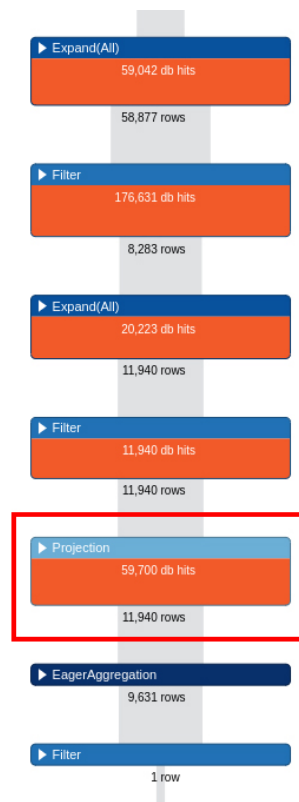 Expand(All)
59,042 db hits
58,877 rows
Filter
176,631 db hits
8,283 rows
Expand(All)
20,223 db hits
11,940 rows
Filter
11,940 db hits
11,940 rows
Projection
59,700 db hits
11,940 rows
EagerAggregation
9,631 rows
Filter
1 row